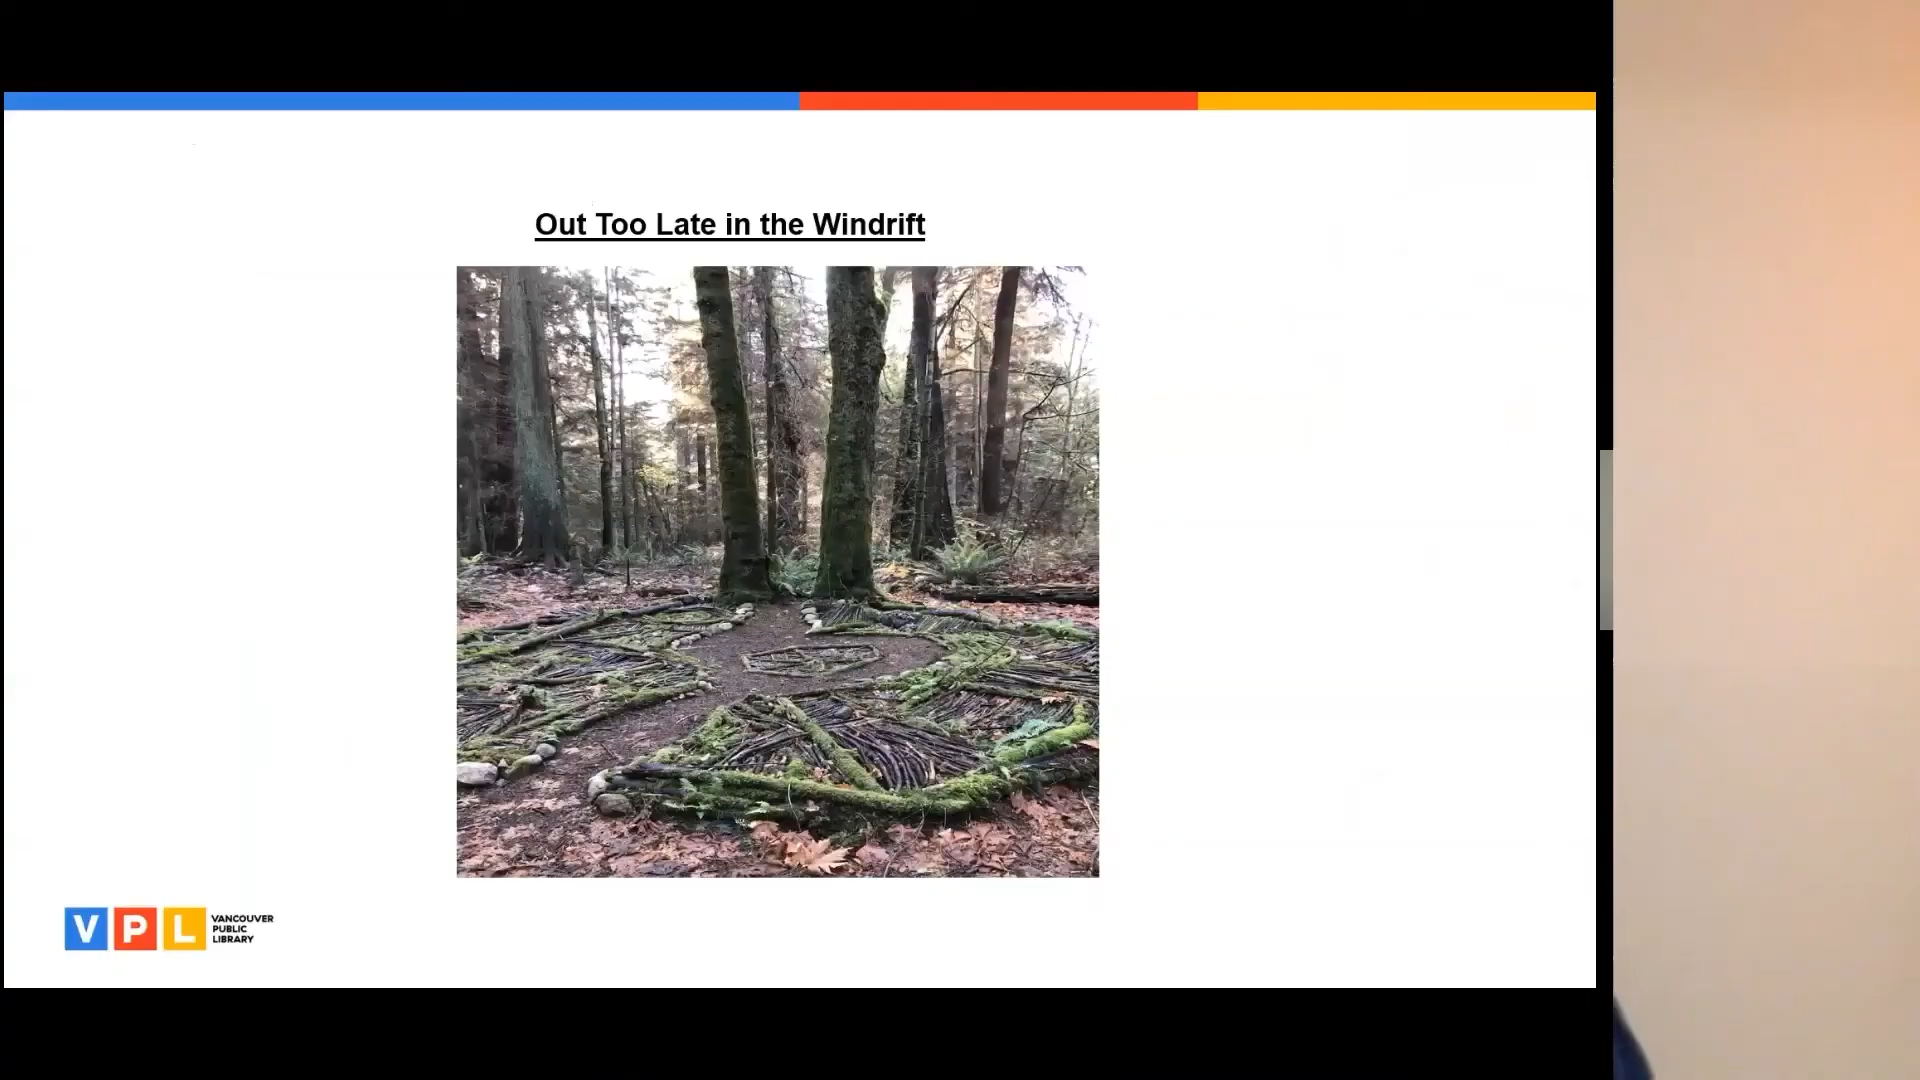 Out Too Late in the Windrift
VPL
VANCOUVER
PUBLIC
LIBRARY